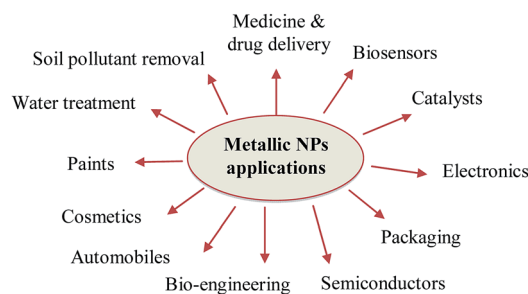 Medicine &
drug delivery
Biosensors
Soil pollutant removal
Catalysts
Water treatment
Metallic NPs
applications
Paints
Electronics
Cosmetics
Packaging
Automobiles
Bio-engineering
Semiconductors